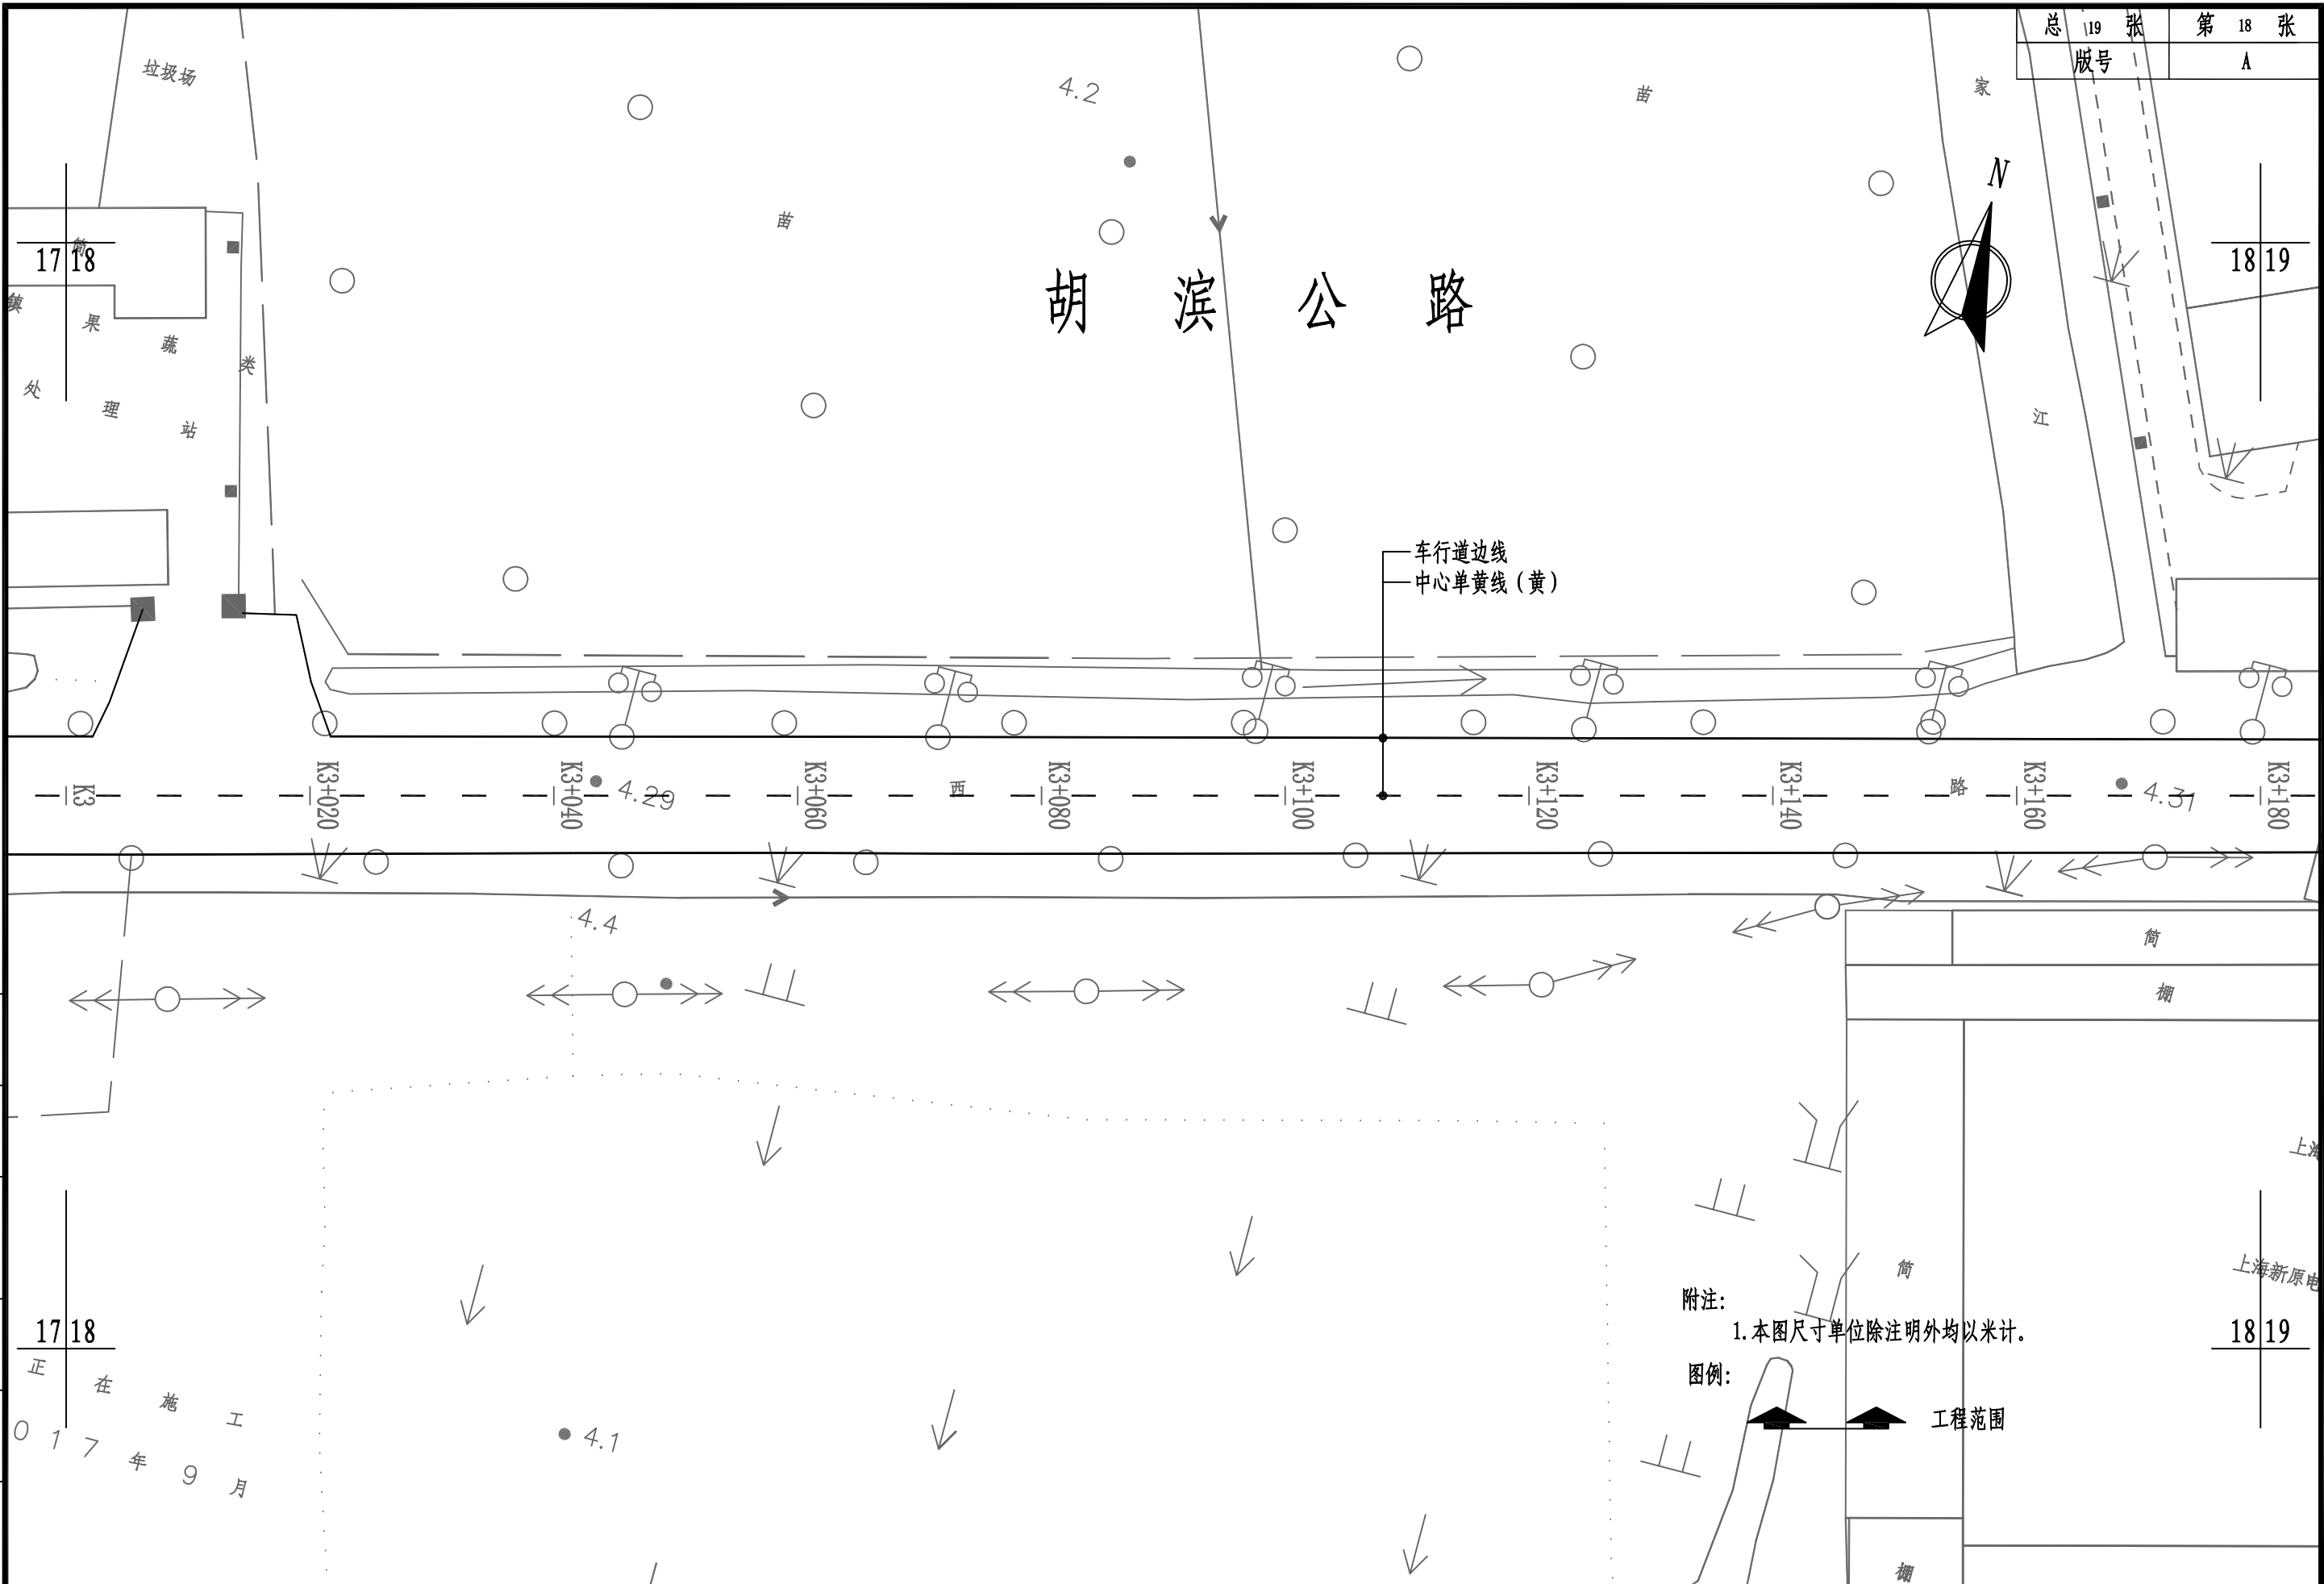 总 19 张 第 18 张
版号 A
垃圾场
4.2
苗
家
N
苗
简
17 18
18 19
胡滨公路
镇果蔬类
处理站
江
车行道边线
中心单黄线（黄）
K3 K3+020 K3+040 K3+060 K3+080 K3+100 K3+120 K3+140 K3+160 K3+180
4.29 西 路 4.31
4.4
简
棚
上海
简
上海新原电
附注：
1.本图尺寸单位除注明外均以米计。
17 18
18 19
图例：
工程范围
正在施工
017年9月
4.1
棚